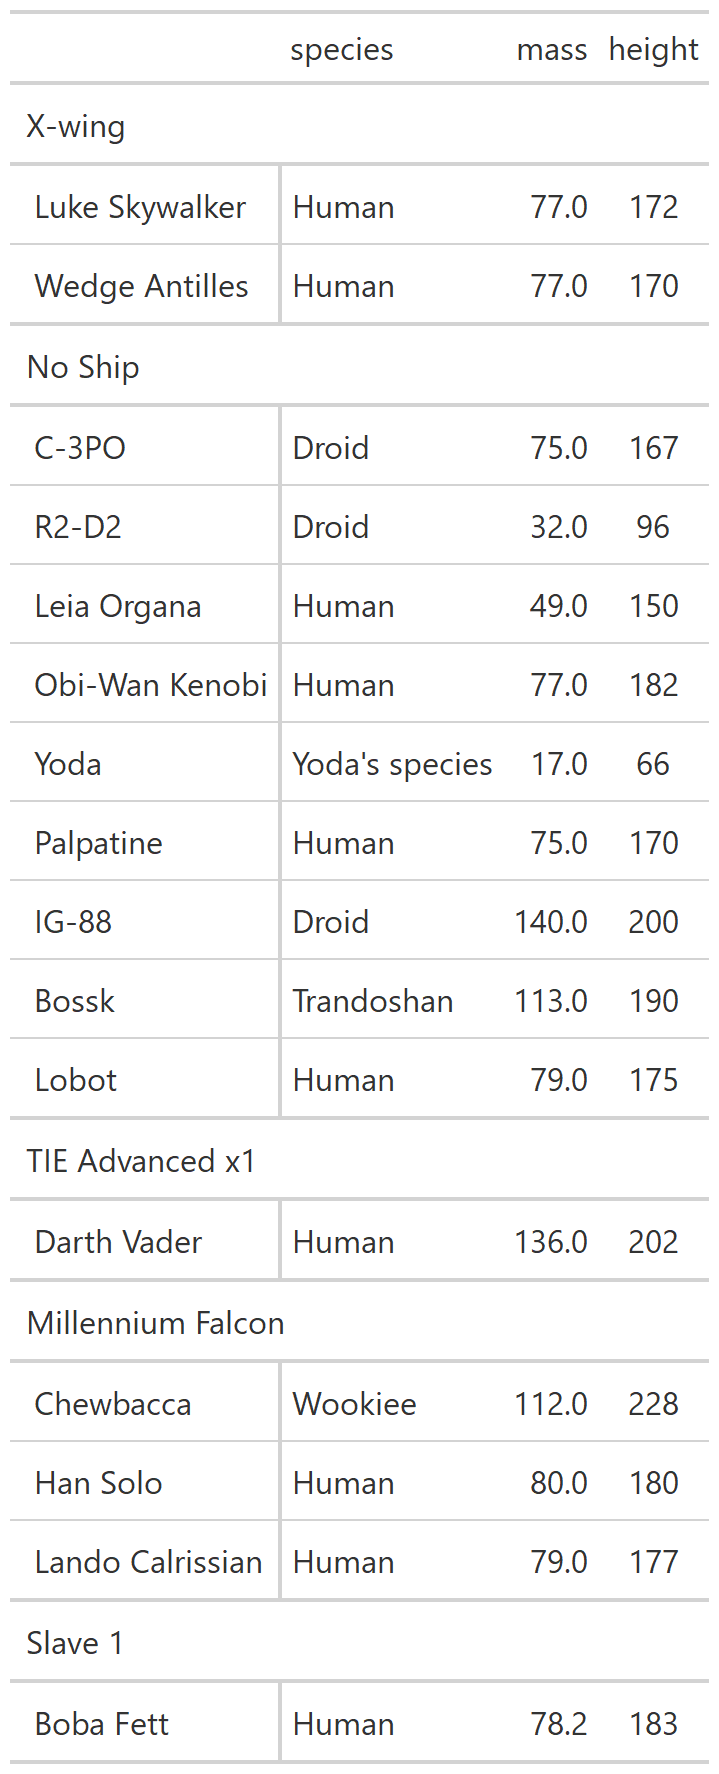 species mass height
X-wing
Luke Skywalker Human 77.0 172
Wedge Antilles Human 77.0 170
No Ship
C-3PO Droid 75.0 167
R2-D2 Droid 32.0 96
Leia Organa Human 49.0 150
Obi-Wan Kenobi Human 77.0 182
Yoda Yoda's species 17.0 66
Palpatine Human 75.0 170
IG-88 Droid 140.0 200
Bossk Trandoshan 113.0 190
Lobot Human 79.0 175
TIE Advanced x1
Darth Vader Human 136.0 202
Millennium Falcon
Chewbacca Wookiee 112.0 228
Han Solo Human 80.0 180
Lando Calrissian Human 79.0 177
Slave 1
Boba Fett Human 78.2 183